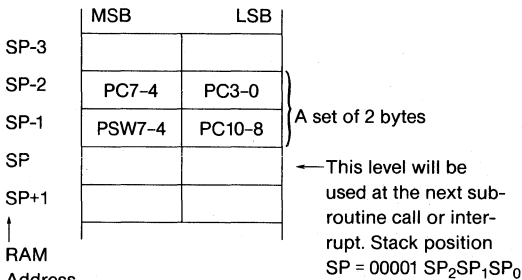 MSB LSB
SP-3
SP-2 PC7-4 PC3-0
A set of 2 bytes
SP-1 PSW7-4 PC10-8
SP
This level will be
used at the next sub-
SP+1
routine call or inter-
rupt. Stack position
RAM
SP = 00001 SP₂SP₁SP₀
Address